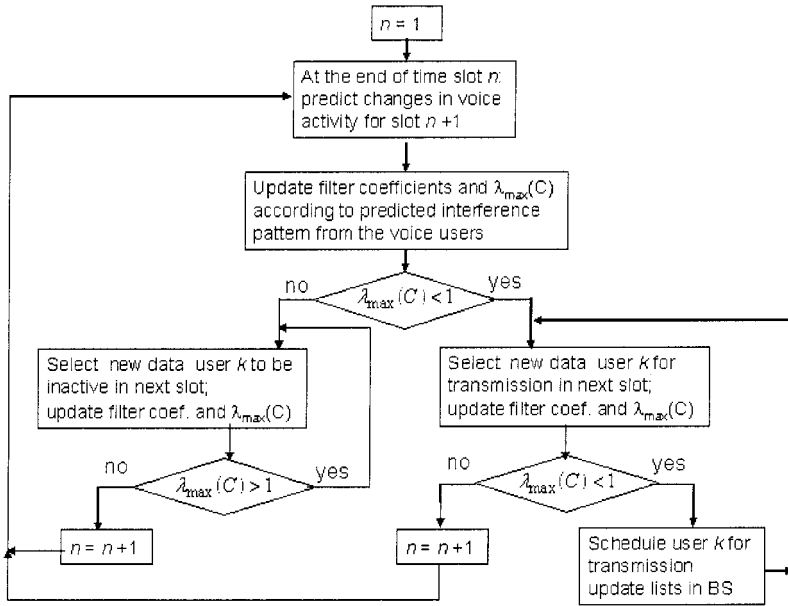 n = 1
At the end of time slot n:
predict changes in voice
activity for slot n +1
Update filter coefficients and λmax(C)
according to predicted interference
pattern from the voice users
no
yes
λmax(C) < 1
Select new data user k to be
inactive in next slot;
update filter coef. and λmax(C)
Select new data user k for
transmission in next slot;
update filter coef. and λmax(C)
no
yes
λmax(C) > 1
no
yes
λmax(C) < 1
n = n+1
n = n+1
Schedule user k for
transmission
update lists in BS